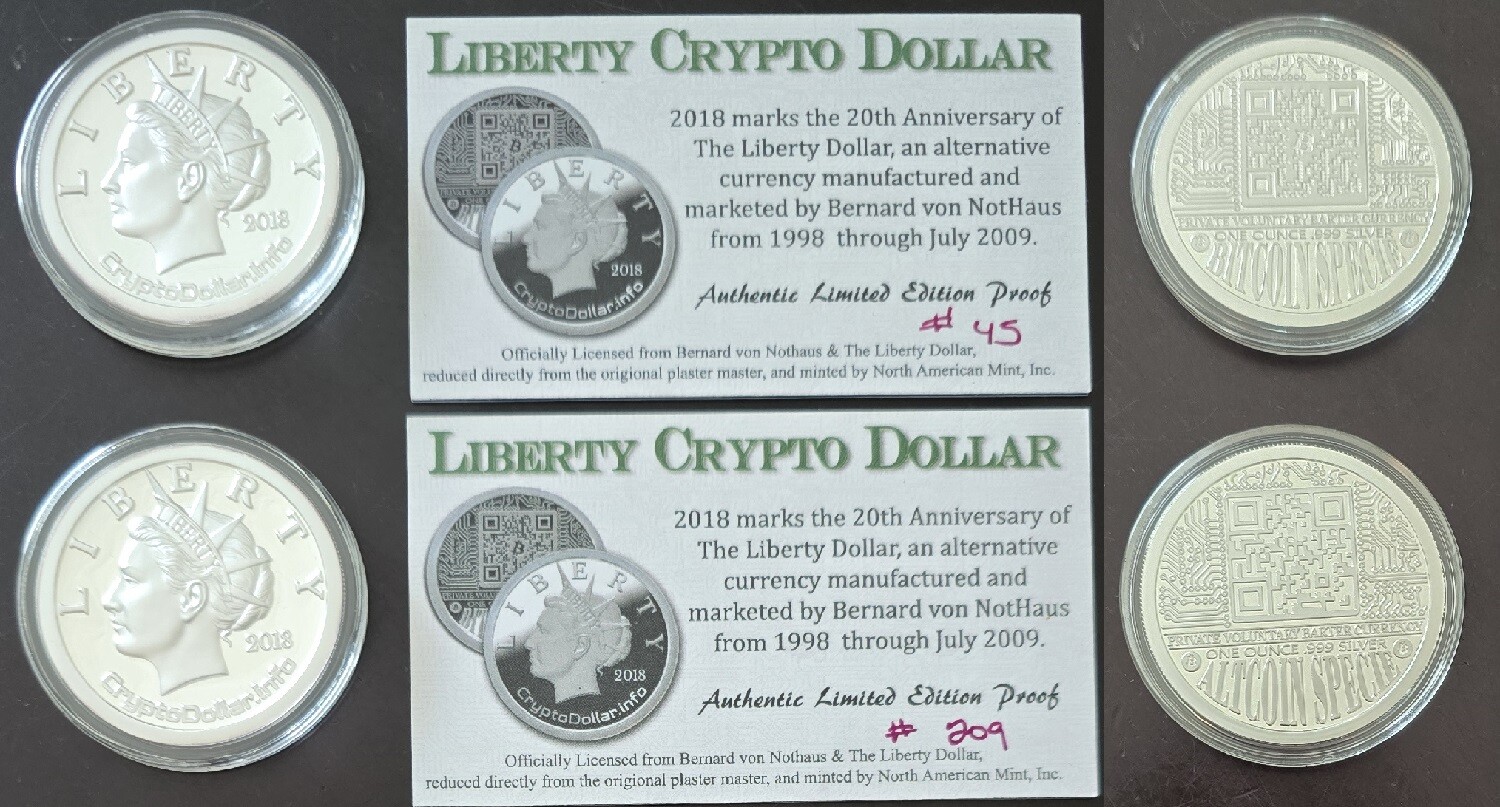 LIBERTY
LIBERTY
2018
CryptoDollar.info
LIBERTY CRYPTO DOLLAR
2018 marks the 20th Anniversary of
The Liberty Dollar, an alternative
currency manufactured and
marketed by Bernard von NotHaus
from 1998 through July 2009.
Authentic Limited Edition Proof
# 45
Officially Licensed from Bernard von Nothaus & The Liberty Dollar,
reduced directly from the origional plaster master, and minted by North American Mint, Inc.
LIBERTY
2018
CryptoDollar.info
PRIVATE VOLUNTARY BARTER CURRENCY
ONE OUNCE .999 SILVER
BITCOIN SPECIE
LIBERTY
LIBERTY
2018
CryptoDollar.info
LIBERTY CRYPTO DOLLAR
2018 marks the 20th Anniversary of
The Liberty Dollar, an alternative
currency manufactured and
marketed by Bernard von NotHaus
from 1998 through July 2009.
Authentic Limited Edition Proof
# 209
Officially Licensed from Bernard von Nothaus & The Liberty Dollar,
reduced directly from the origional plaster master, and minted by North American Mint, Inc.
LIBERTY
2018
CryptoDollar.info
PRIVATE VOLUNTARY BARTER CURRENCY
ONE OUNCE .999 SILVER
ALTCOIN SPECIE